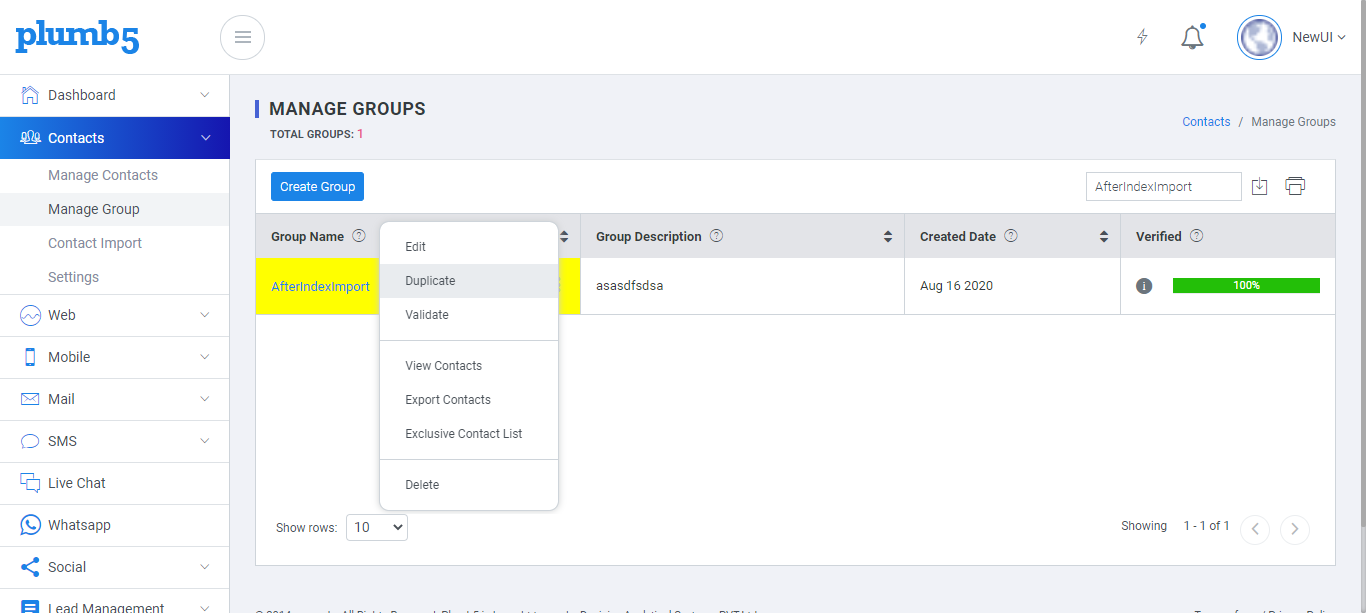 plumb5
NewUI
Dashboard
Contacts
Manage Contacts
Manage Group
Contact Import
Settings
Web
Mobile
Mail
SMS
Live Chat
Whatsapp
Social
Lead Management
MANAGE GROUPS
TOTAL GROUPS: 1
Contacts / Manage Groups
Create Group
AfterIndexImport
Group Name
Group Description
Created Date
Verified
AfterIndexImport
asasdfsdsa
Aug 16 2020
100%
Edit
Duplicate
Validate
View Contacts
Export Contacts
Exclusive Contact List
Delete
Show rows: 10
Showing 1 - 1 of 1